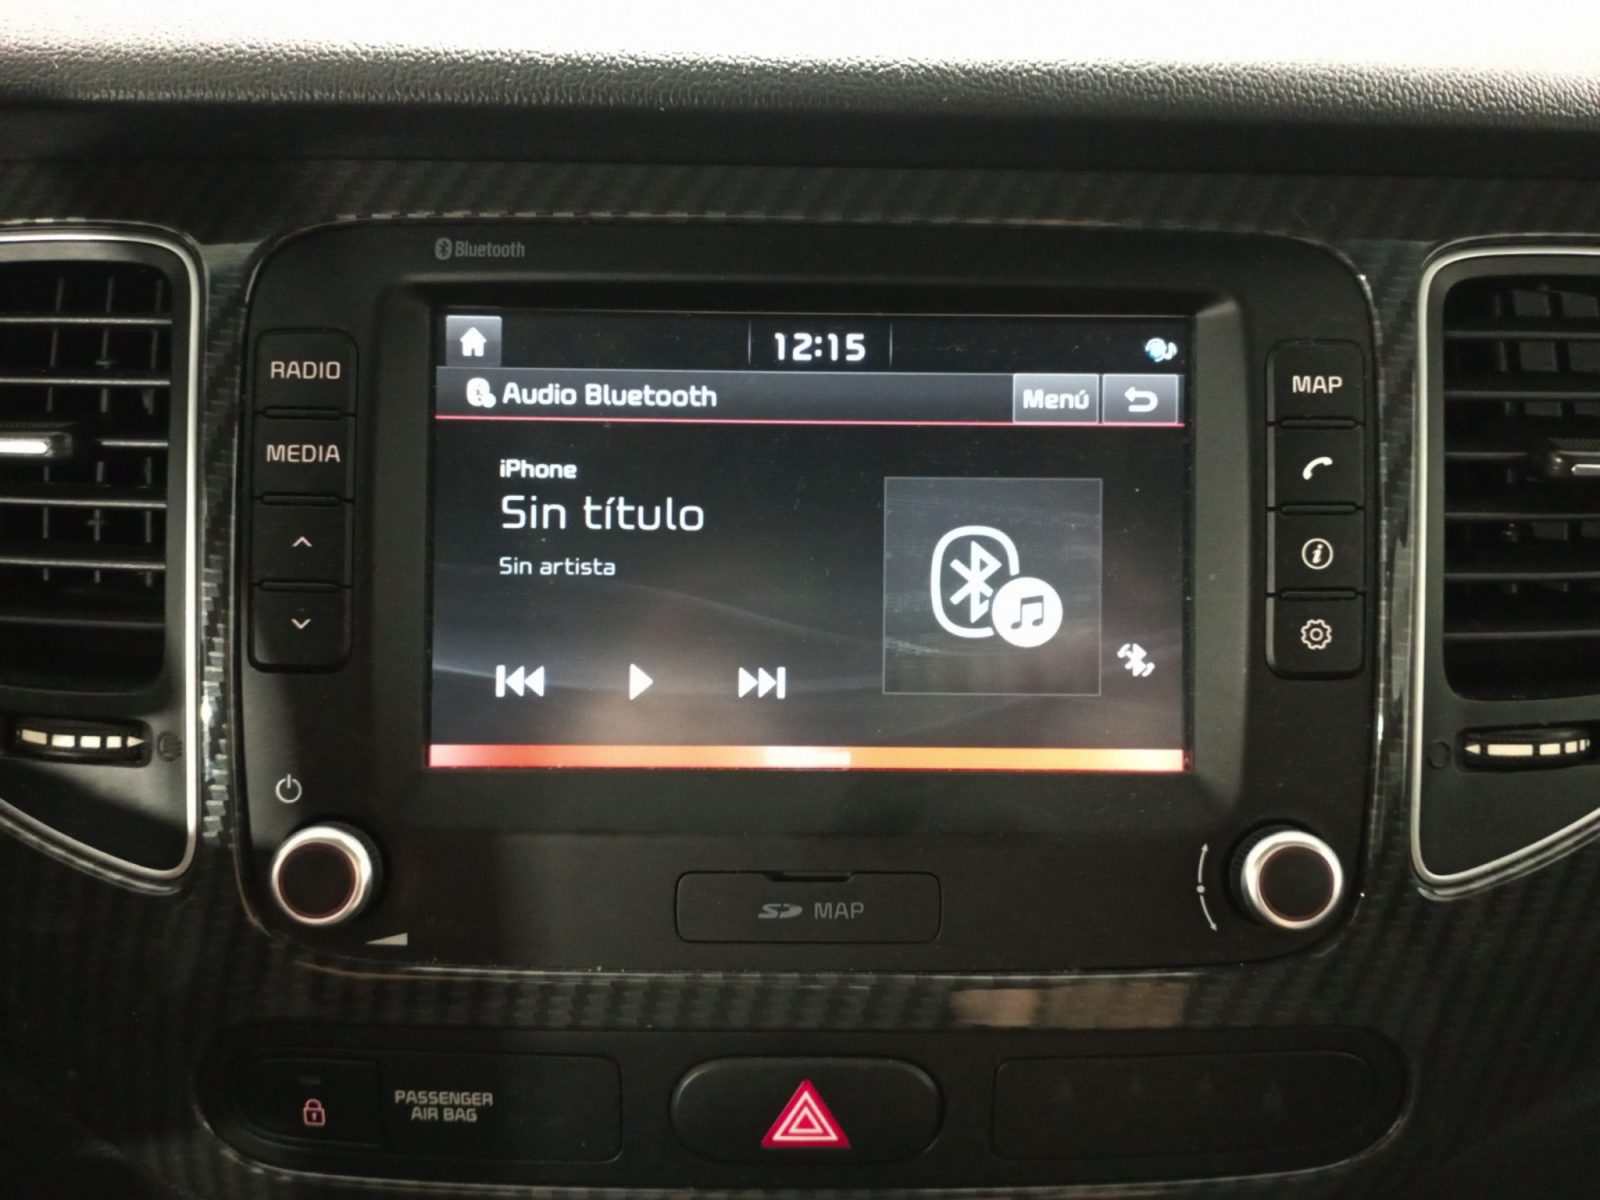 Bluetooth
RADIO
MEDIA
12:15
Audio Bluetooth
Menú
iPhone
Sin título
Sin artista
MAP
SD MAP
PASSENGER
AIR BAG